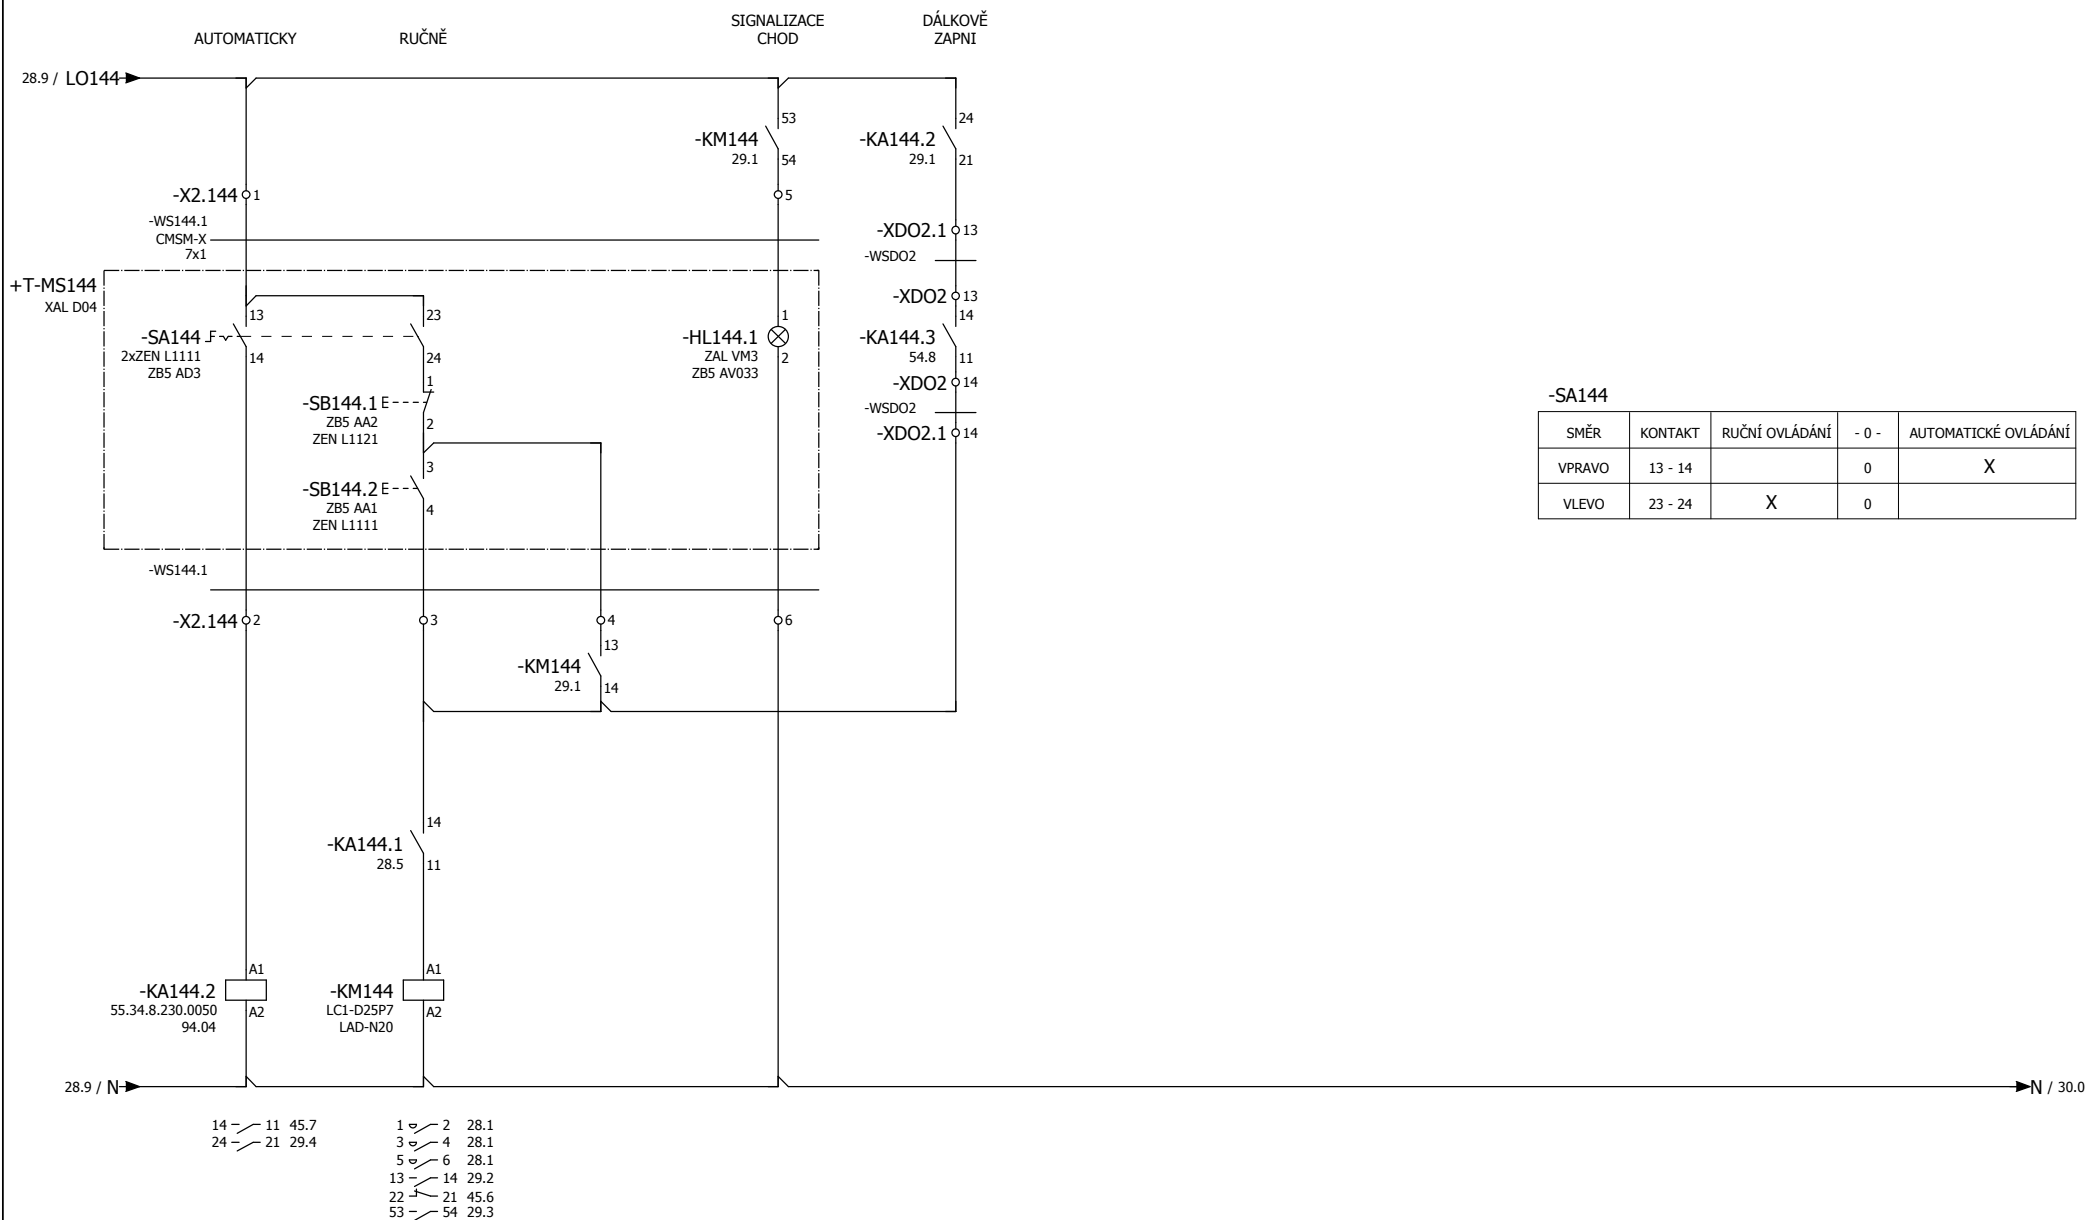 AUTOMATICKY
RUČNĚ
SIGNALIZACE
CHOD
DÁLKOVĚ
ZAPNI
28.9 / LO144
53
-KM144
29.1
54
24
-KA144.2
29.1
21
-X2.144
1
5
-WS144.1
CMSM-X
7x1
-XDO2.1
13
-WSDO2
+T-MS144
XAL D04
-XDO2
13
13
23
1
14
-SA144
2xZEN L1111
ZB5 AD3
14
24
-HL144.1
ZAL VM3
ZB5 AV033
2
-KA144.3
54.8
11
1
-SB144.1
ZB5 AA2
ZEN L1121
2
-XDO2
14
-WSDO2
-XDO2.1
14
3
-SB144.2
ZB5 AA1
ZEN L1111
4
-SA144
SMĚR KONTAKT RUČNÍ OVLÁDÁNÍ - 0 - AUTOMATICKÉ OVLÁDÁNÍ
VPRAVO 13 - 14 0 X
VLEVO 23 - 24 X 0
-WS144.1
-X2.144
2
3
4
6
13
-KM144
29.1
14
14
-KA144.1
28.5
11
A1
-KA144.2
55.34.8.230.0050
94.04
A2
A1
-KM144
LC1-D25P7
LAD-N20
A2
28.9 / N
N / 30.0
14 11 45.7
24 21 29.4
1 2 28.1
3 4 28.1
5 6 28.1
13 14 29.2
22 21 45.6
53 54 29.3